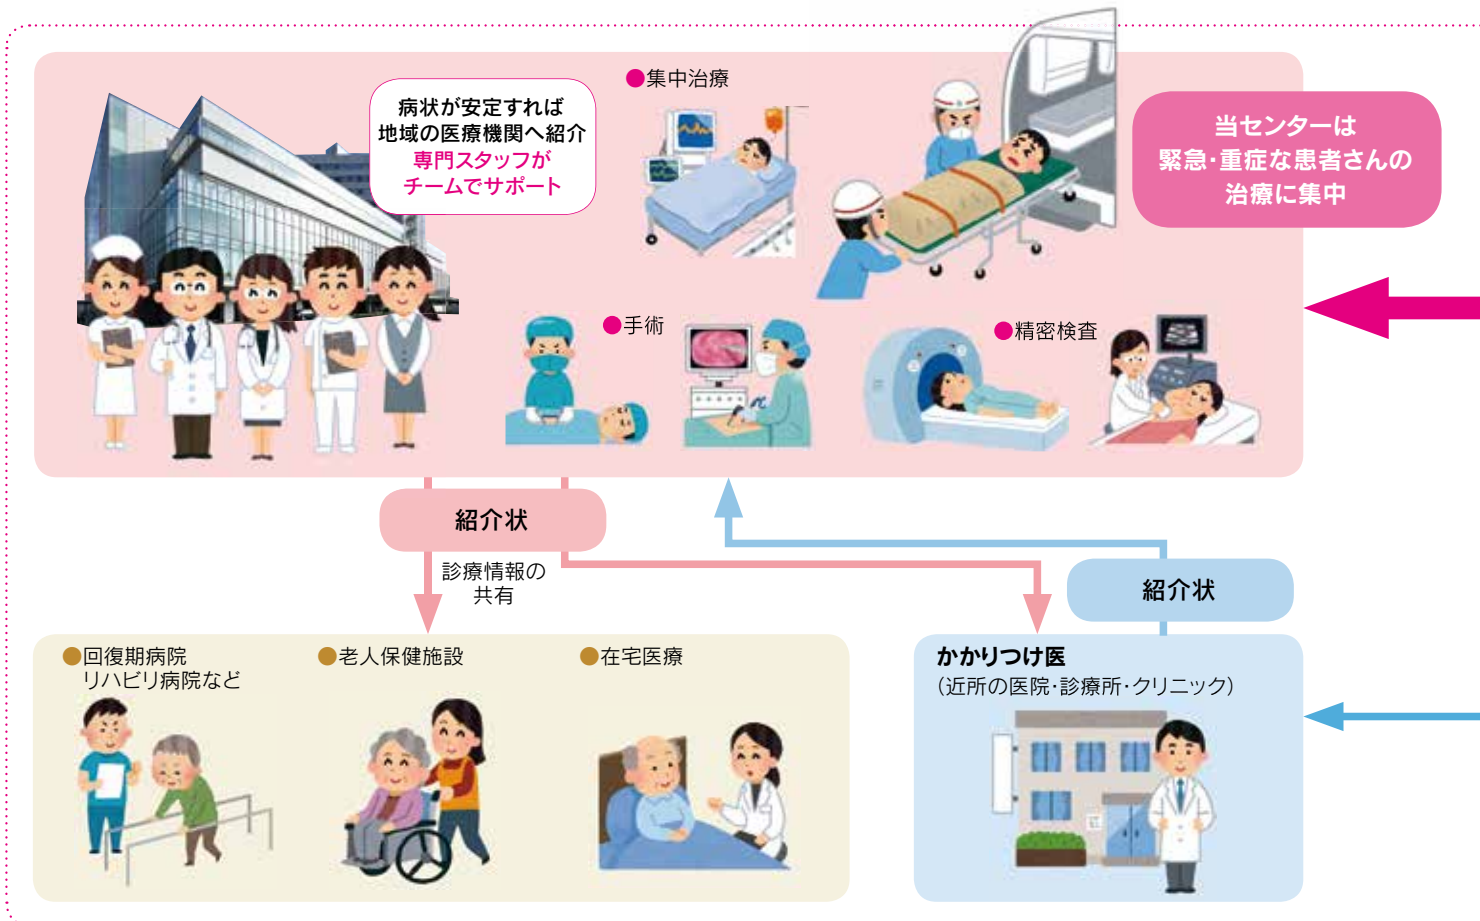 病状が安定すれば
地域の医療機関へ紹介
専門スタッフが
チームでサポート
●集中治療
当センターは
緊急・重症な患者さんの
治療に集中
●手術
●精密検査
紹介状
診療情報の
共有
紹介状
●回復期病院
リハビリ病院など
●老人保健施設
●在宅医療
かかりつけ医
（近所の医院・診療所・クリニック）